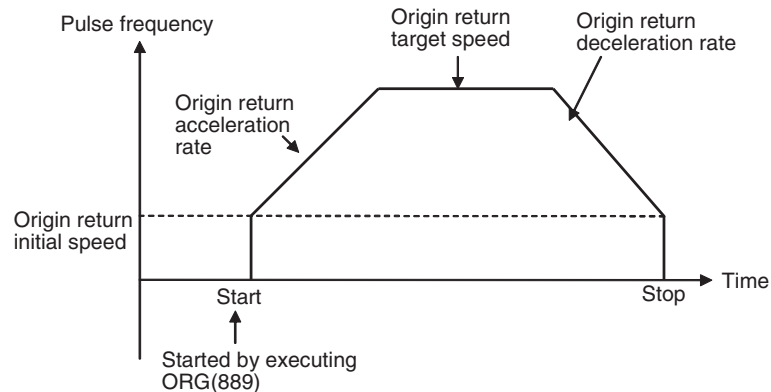 Pulse frequency
Origin return
target speed
Origin return
deceleration rate
Origin return
acceleration
rate
Origin return
initial speed
Time
Start
Stop
Started by executing
ORG(889)